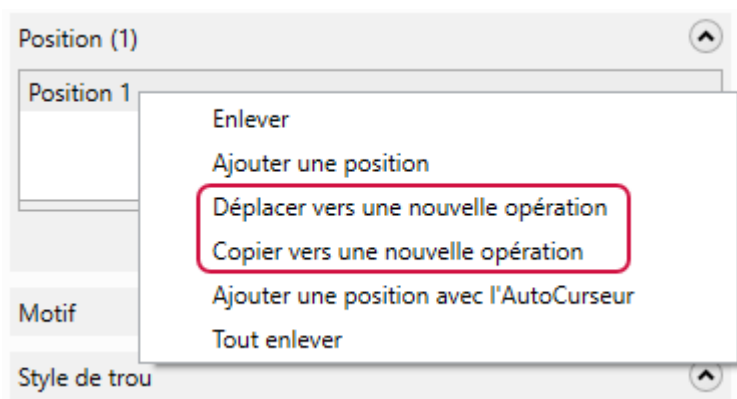 Position (1)
Position 1
Enlever
Ajouter une position
Déplacer vers une nouvelle opération
Copier vers une nouvelle opération
Ajouter une position avec l'AutoCurseur
Tout enlever
Motif
Style de trou